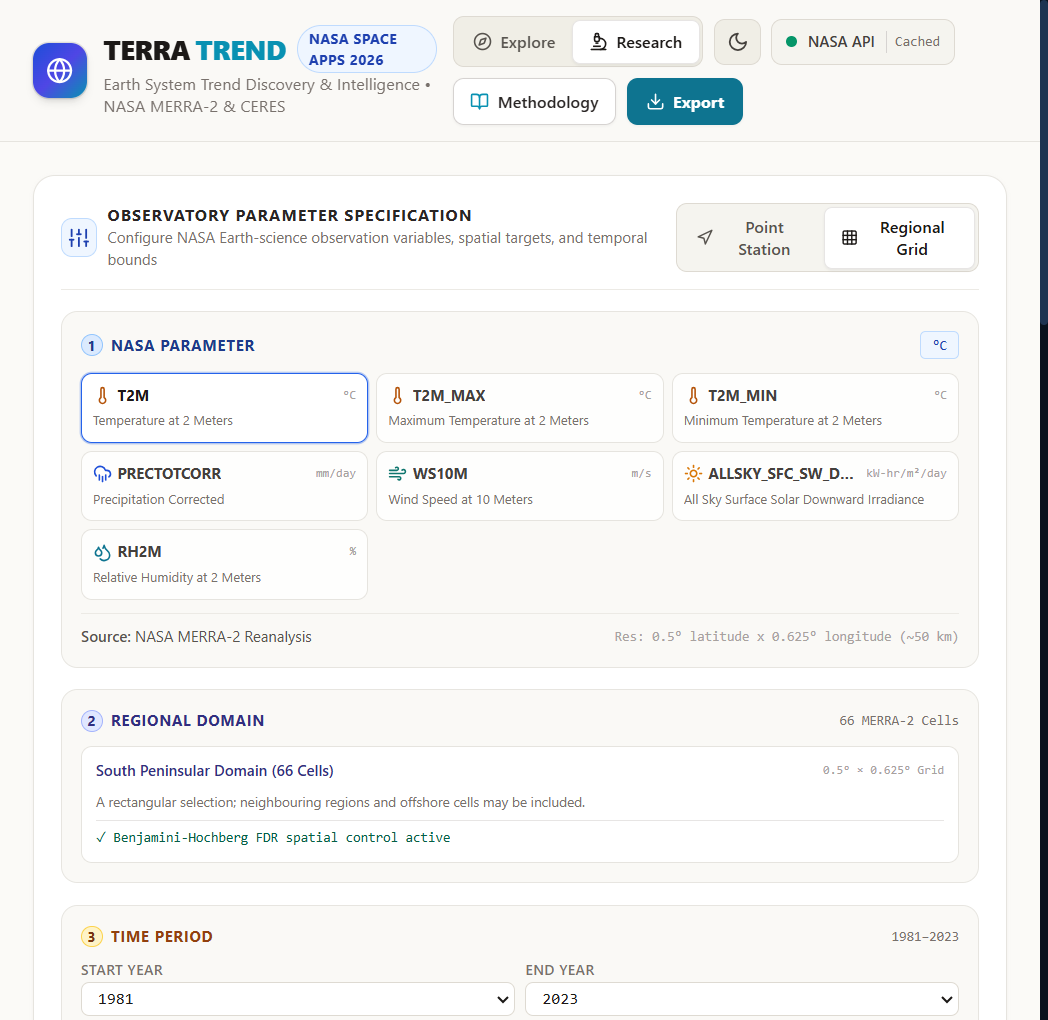 TERRA TREND
NASA SPACE
APPS 2026
Earth System Trend Discovery & Intelligence •
NASA MERRA-2 & CERES
Explore
Research
NASA API
Cached
Methodology
Export
OBSERVATORY PARAMETER SPECIFICATION
Configure NASA Earth-science observation variables, spatial targets, and temporal
bounds
Point
Station
Regional
Grid
1 NASA PARAMETER
°C
T2M °C
Temperature at 2 Meters
T2M_MAX °C
Maximum Temperature at 2 Meters
T2M_MIN °C
Minimum Temperature at 2 Meters
PRECTOTCORR mm/day
Precipitation Corrected
WS10M m/s
Wind Speed at 10 Meters
ALLSKY_SFC_SW_D... kW-hr/m²/day
All Sky Surface Solar Downward Irradiance
RH2M %
Relative Humidity at 2 Meters
Source: NASA MERRA-2 Reanalysis
Res: 0.5° latitude x 0.625° longitude (~50 km)
2 REGIONAL DOMAIN
66 MERRA-2 Cells
South Peninsular Domain (66 Cells)
0.5° × 0.625° Grid
A rectangular selection; neighbouring regions and offshore cells may be included.
✓ Benjamini-Hochberg FDR spatial control active
3 TIME PERIOD
1981–2023
START YEAR
1981
END YEAR
2023